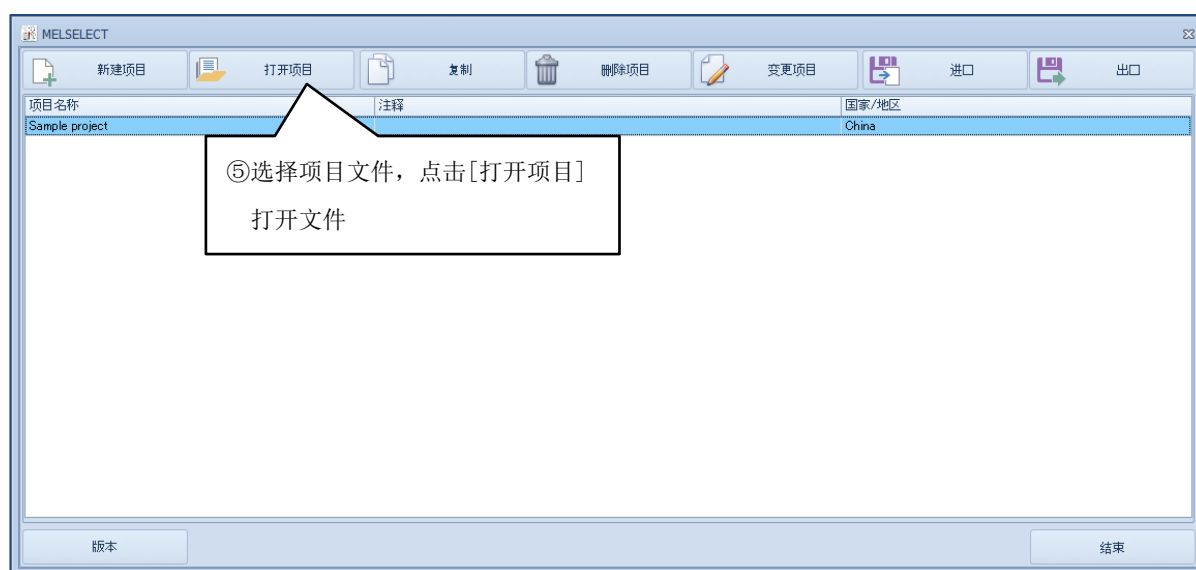 MELSELECT
新建项目 打开项目 复制 删除项目 变更项目 进口 出口
项目名称 注释 国家/地区
Sample project China
⑤选择项目文件，点击[打开项目]
打开文件
版本 结束